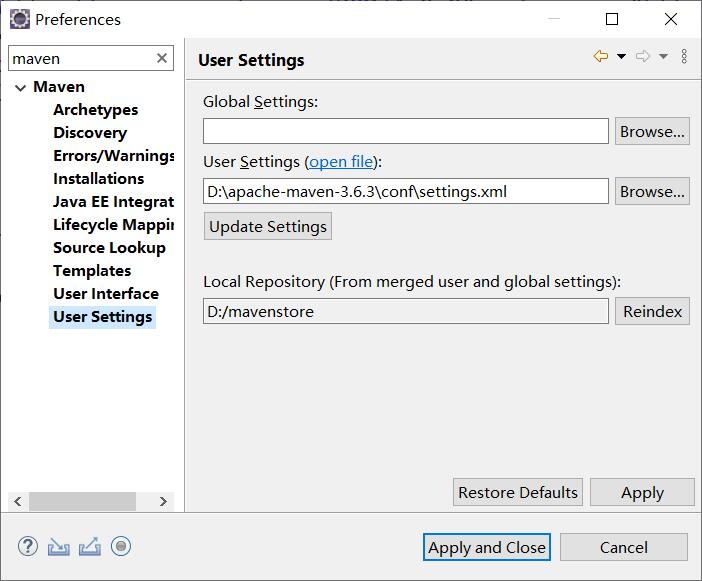 Preferences
maven
Maven
Archetypes
Discovery
Errors/Warnings
Installations
Java EE Integrat
Lifecycle Mappin
Source Lookup
Templates
User Interface
User Settings
User Settings
Global Settings:
Browse...
User Settings (open file):
D:\apache-maven-3.6.3\conf\settings.xml
Browse...
Update Settings
Local Repository (From merged user and global settings):
D:/mavenstore
Reindex
Restore Defaults
Apply
Apply and Close
Cancel